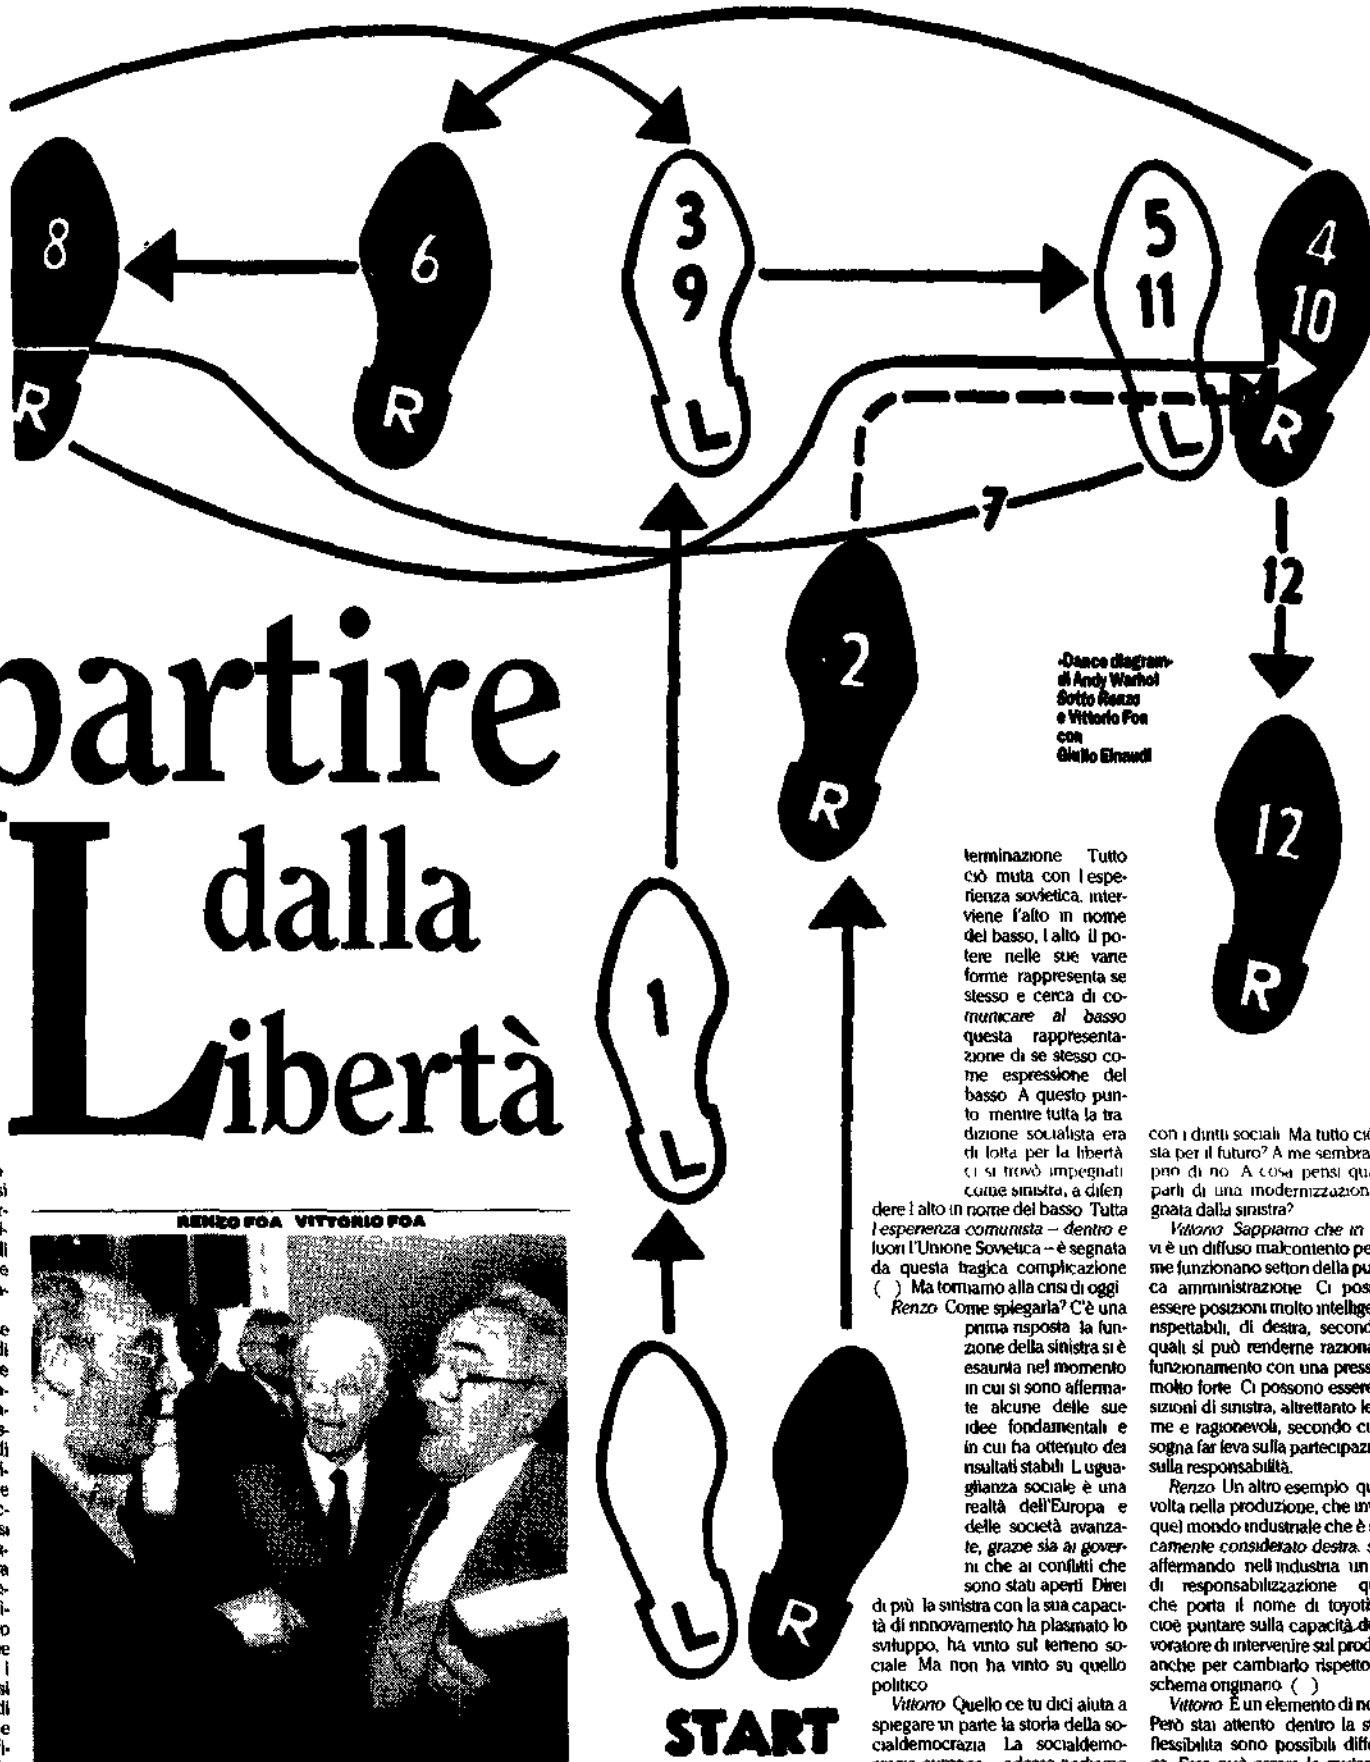 8
6
3
9
5
11
4
10
R
R
L
L
R
7
12
2
R
12
R
partire
dalla
Libertà
1
L
L
R
START
«Dance diagram»
di Andy Warhol
Sotto Renzo
e Vittorio Foa
con
Giulio Einaudi
RENZO FOA VITTORIO FOA
terminazione Tutto
ciò muta con l espe-
rienza sovietica. inter-
viene l'alto in nome
del basso, l alto il po-
tere nelle sue varie
forme rappresenta se
stesso e cerca di co-
municare al basso
questa rappresenta-
zione di se stesso co-
me espressione del
basso A questo pun-
to mentre tutta la tra
dizione socialista era
di lotta per la libertà
ci si trovò impegnati
come sinistra, a difen
dere l alto in nome del basso Tutta
l esperienza comunista – dentro e
fuori l'Unione Sovietica – è segnata
da questa tragica complicazione
( ) Ma torniamo alla crisi di oggi
Renzo Come spiegarla? C'è una
prima risposta la fun-
zione della sinistra si è
esaurita nel momento
in cui si sono afferma-
te alcune delle sue
idee fondamentali e
in cui ha ottenuto dei
risultati stabili L ugua-
glianza sociale è una
realtà dell'Europa e
delle società avanza-
te, grazie sia ai gover-
ni che ai conflitti che
sono stati aperti Direi
di più la sinistra con la sua capaci-
tà di rinnovamento ha plasmato lo
sviluppo, ha vinto sul terreno so-
ciale Ma non ha vinto su quello
politico
Vittorio Quello ce tu dici aiuta a
spiegare in parte la storia della so-
cialdemocrazia La socialdemo-
con i diritti sociali Ma tutto ciò
sta per il futuro? A me sembra
prio di no A cosa pensi qua
parli di una modernizzazion
gnata dalla sinistra?
Vittorio Sappiamo che in
vi è un diffuso malcontento pe
me funzionano settori della pu
ca amministrazione Ci pos
essere posizioni molto intellige
rispettabili, di destra, second
quali si può renderne raziona
funzionamento con una press
molto forte Ci possono essere
sizioni di sinistra, altrettanto le
me e ragionevoli, secondo cu
sogna far leva sulla partecipazi
sulla responsabilità.
Renzo Un altro esempio qu
volta nella produzione, che inv
quel mondo industriale che è s
camente considerato destra. s
affermando nell industria un
di responsabilizzazione q
che porta il nome di toyota
cioè puntare sulla capacità de
voratore di intervenire sul prod
anche per cambiarlo rispetto
schema originario ( )
Vittorio È un elemento di no
Però stai attento dentro la s
flessibilita sono possibili diff